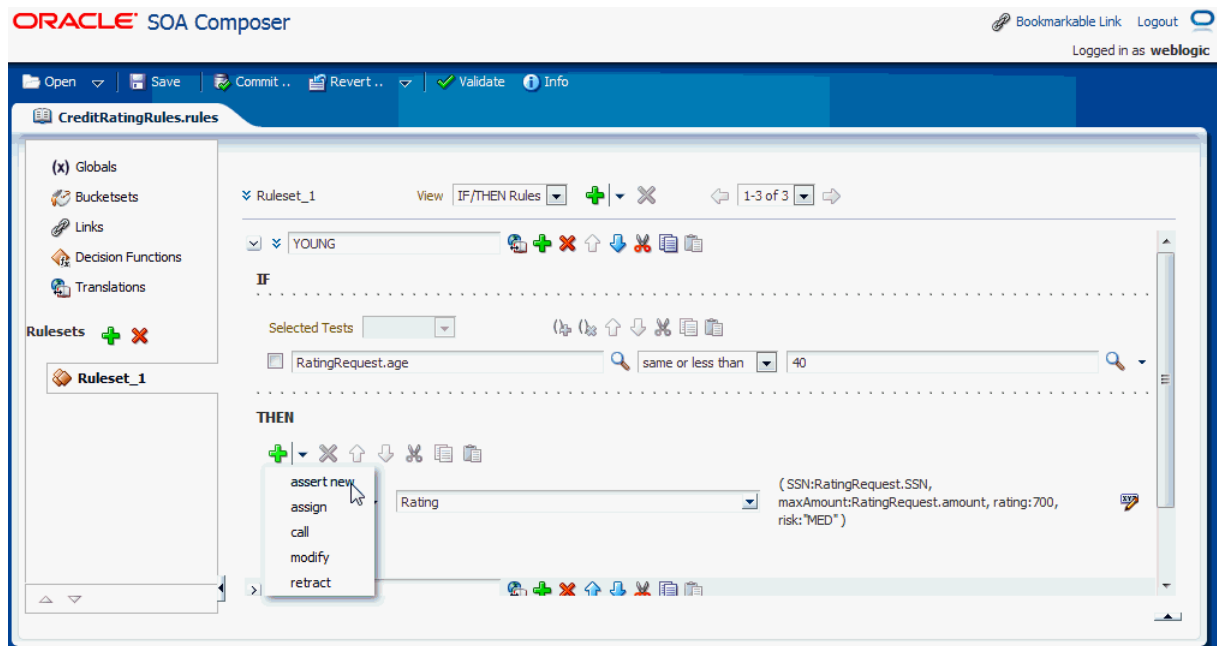 ORACLE SOA Composer
Bookmarkable Link Logout
Logged in as weblogic
Open Save Commit .. Revert .. Validate Info
CreditRatingRules.rules
(x) Globals
Bucketsets
Links
Decision Functions
Translations
Rulesets
Ruleset_1
Ruleset_1 View IF/THEN Rules 1-3 of 3
YOUNG
IF
Selected Tests
RatingRequest.age same or less than 40
THEN
assert new
assign
call
modify
retract
Rating
(SSN:RatingRequest.SSN,
maxAmount:RatingRequest.amount, rating:700,
risk:"MED" )